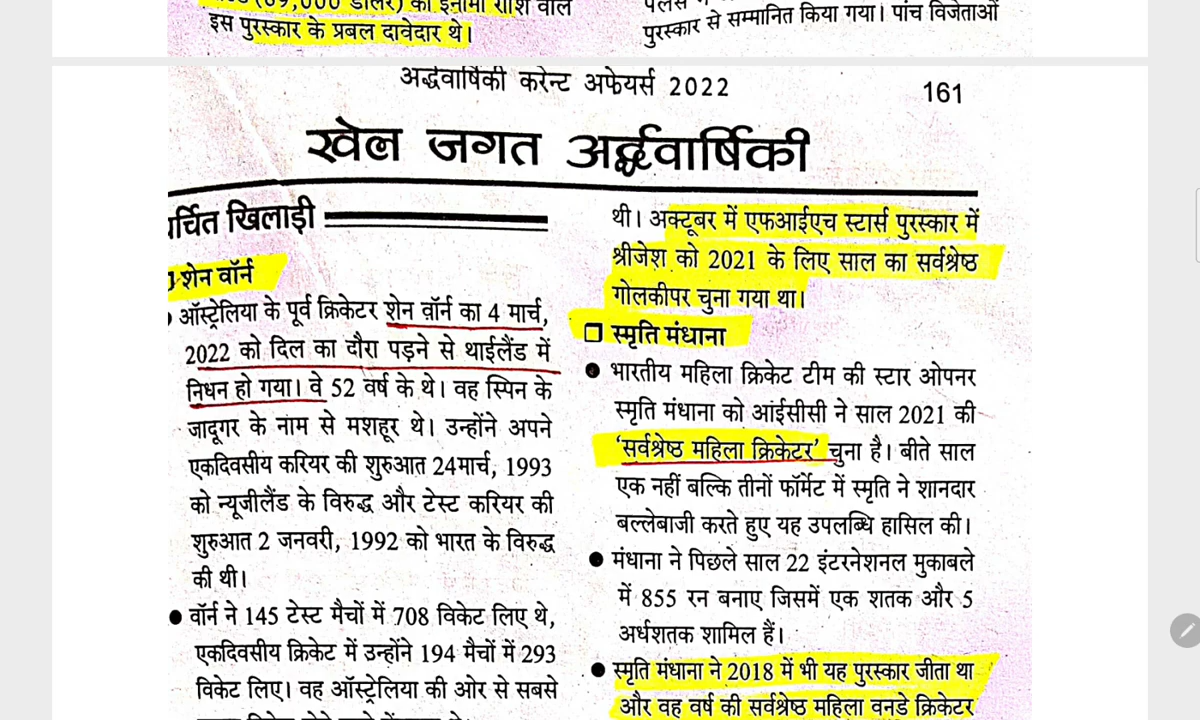 को इनामी राशि वाले
इस पुरस्कार के प्रबल दावेदार थे।
पुरस्कार से सम्मानित किया गया। पांच विजेताओं
अर्द्धवार्षिकी करेन्ट अफेयर्स 2022
161
खेल जगत अर्द्धवार्षिकी
चर्चित खिलाड़ी
शेन वॉर्न
ऑस्ट्रेलिया के पूर्व क्रिकेटर शेन वॉर्न का 4 मार्च,
2022 को दिल का दौरा पड़ने से थाईलैंड में
निधन हो गया। वे 52 वर्ष के थे। वह स्पिन के
जादूगर के नाम से मशहूर थे। उन्होंने अपने
एकदिवसीय करियर की शुरुआत 24मार्च, 1993
को न्यूजीलैंड के विरुद्ध और टेस्ट करियर की
शुरुआत 2 जनवरी, 1992 को भारत के विरुद्ध
की थी।
● वॉर्न ने 145 टेस्ट मैचों में 708 विकेट लिए थे,
एकदिवसीय क्रिकेट में उन्होंने 194 मैचों में 293
विकेट लिए। वह ऑस्ट्रेलिया की ओर से सबसे
थी। अक्टूबर में एफआईएच स्टार्स पुरस्कार में
श्रीजेश को 2021 के लिए साल का सर्वश्रेष्ठ
गोलकीपर चुना गया था।
❒ स्मृति मंधाना
● भारतीय महिला क्रिकेट टीम की स्टार ओपनर
स्मृति मंधाना को आईसीसी ने साल 2021 की
‘सर्वश्रेष्ठ महिला क्रिकेटर’ चुना है। बीते साल
एक नहीं बल्कि तीनों फॉर्मेट में स्मृति ने शानदार
बल्लेबाजी करते हुए यह उपलब्धि हासिल की।
● मंधाना ने पिछले साल 22 इंटरनेशनल मुकाबले
में 855 रन बनाए जिसमें एक शतक और 5
अर्धशतक शामिल हैं।
● स्मृति मंधाना ने 2018 में भी यह पुरस्कार जीता था
और वह वर्ष की सर्वश्रेष्ठ महिला वनडे क्रिकेटर